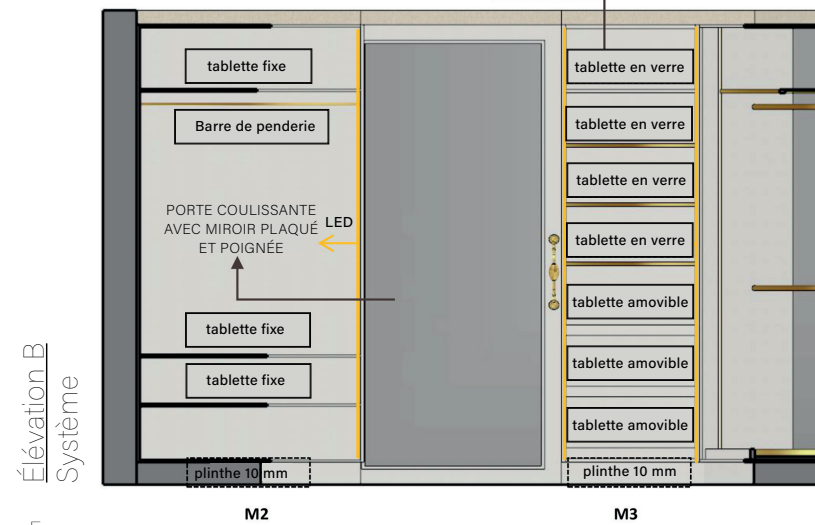 tablette fixe
Barre de penderie
PORTE COULISSANTE
AVEC MIROIR PLAQUÉ
ET POIGNÉE
LED
tablette fixe
tablette fixe
plinthe 10 mm
M2
tablette en verre
tablette en verre
tablette en verre
tablette en verre
tablette amovible
tablette amovible
tablette amovible
plinthe 10 mm
M3
Élévation B
Système